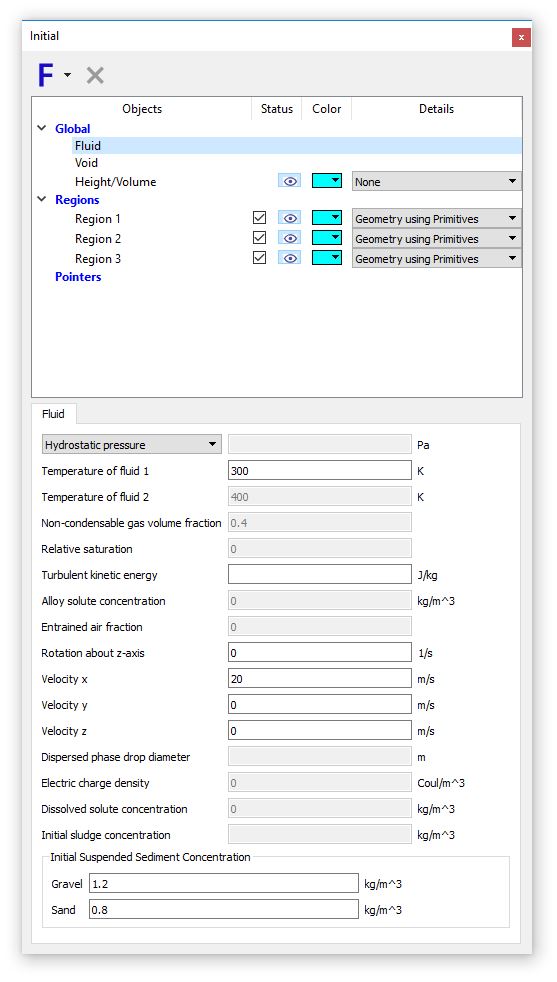 Initial
x
F
Objects Status Color Details
Global
Fluid
Void
Height/Volume None
Regions
Region 1 Geometry using Primitives
Region 2 Geometry using Primitives
Region 3 Geometry using Primitives
Pointers
Fluid
Hydrostatic pressure Pa
Temperature of fluid 1 300 K
Temperature of fluid 2 400 K
Non-condensable gas volume fraction 0.4
Relative saturation 0
Turbulent kinetic energy J/kg
Alloy solute concentration 0 kg/m^3
Entrained air fraction 0
Rotation about z-axis 0 1/s
Velocity x 20 m/s
Velocity y 0 m/s
Velocity z 0 m/s
Dispersed phase drop diameter m
Electric charge density 0 Coul/m^3
Dissolved solute concentration 0 kg/m^3
Initial sludge concentration kg/m^3
Initial Suspended Sediment Concentration
Gravel 1.2 kg/m^3
Sand 0.8 kg/m^3